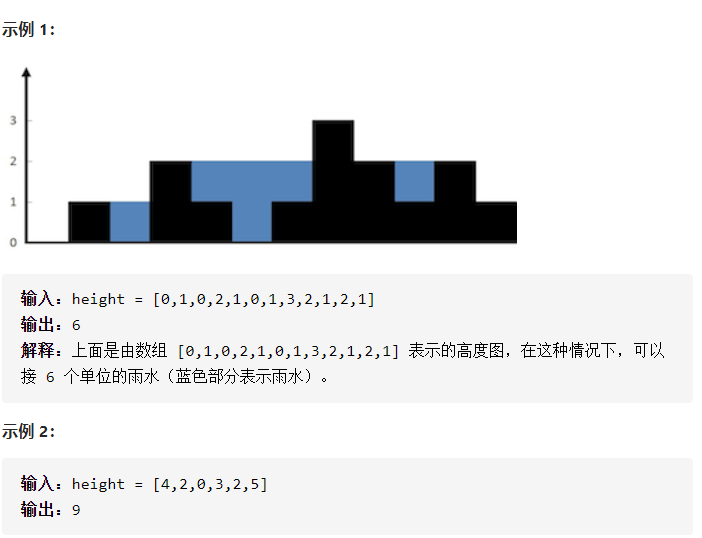 示例 1：
3
2
1
0
输入：height = [0,1,0,2,1,0,1,3,2,1,2,1]
输出：6
解释：上面是由数组 [0,1,0,2,1,0,1,3,2,1,2,1] 表示的高度图，在这种情况下，可以
接 6 个单位的雨水（蓝色部分表示雨水）。
示例 2：
输入：height = [4,2,0,3,2,5]
输出：9